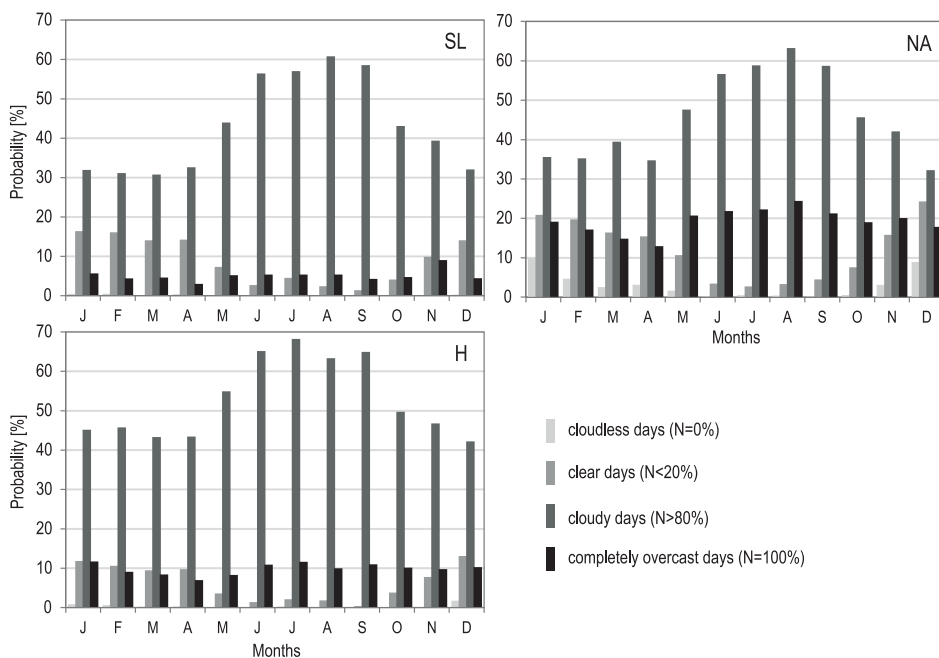 SL
Probability [%]
70
60
50
40
30
20
10
0
J F M A M J J A S O N D
NA
70
60
50
40
30
20
10
0
J F M A M J J A S O N D
Months
H
Probability [%]
70
60
50
40
30
20
10
0
J F M A M J J A S O N D
Months
cloudless days (N=0%)
clear days (N<20%)
cloudy days (N>80%)
completely overcast days (N=100%)